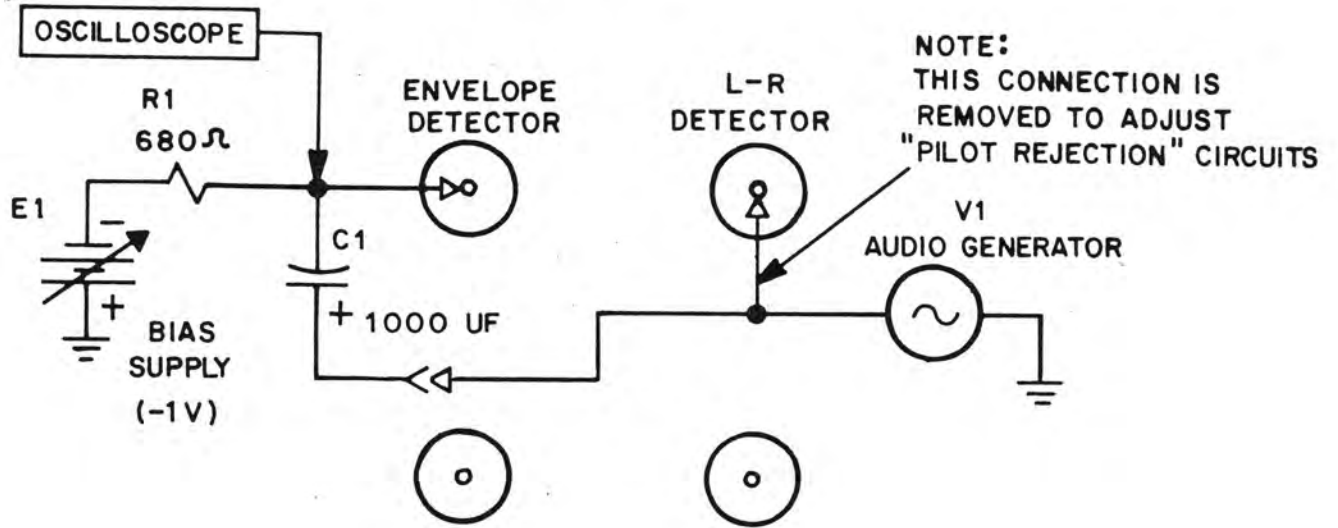 OSCILLOSCOPE
R1
680 Ω
E1
−
+
BIAS
SUPPLY
(-1V)
ENVELOPE
DETECTOR
C1
+ 1000 UF
L-R
DETECTOR
NOTE:
THIS CONNECTION IS
REMOVED TO ADJUST
"PILOT REJECTION" CIRCUITS
V1
AUDIO GENERATOR